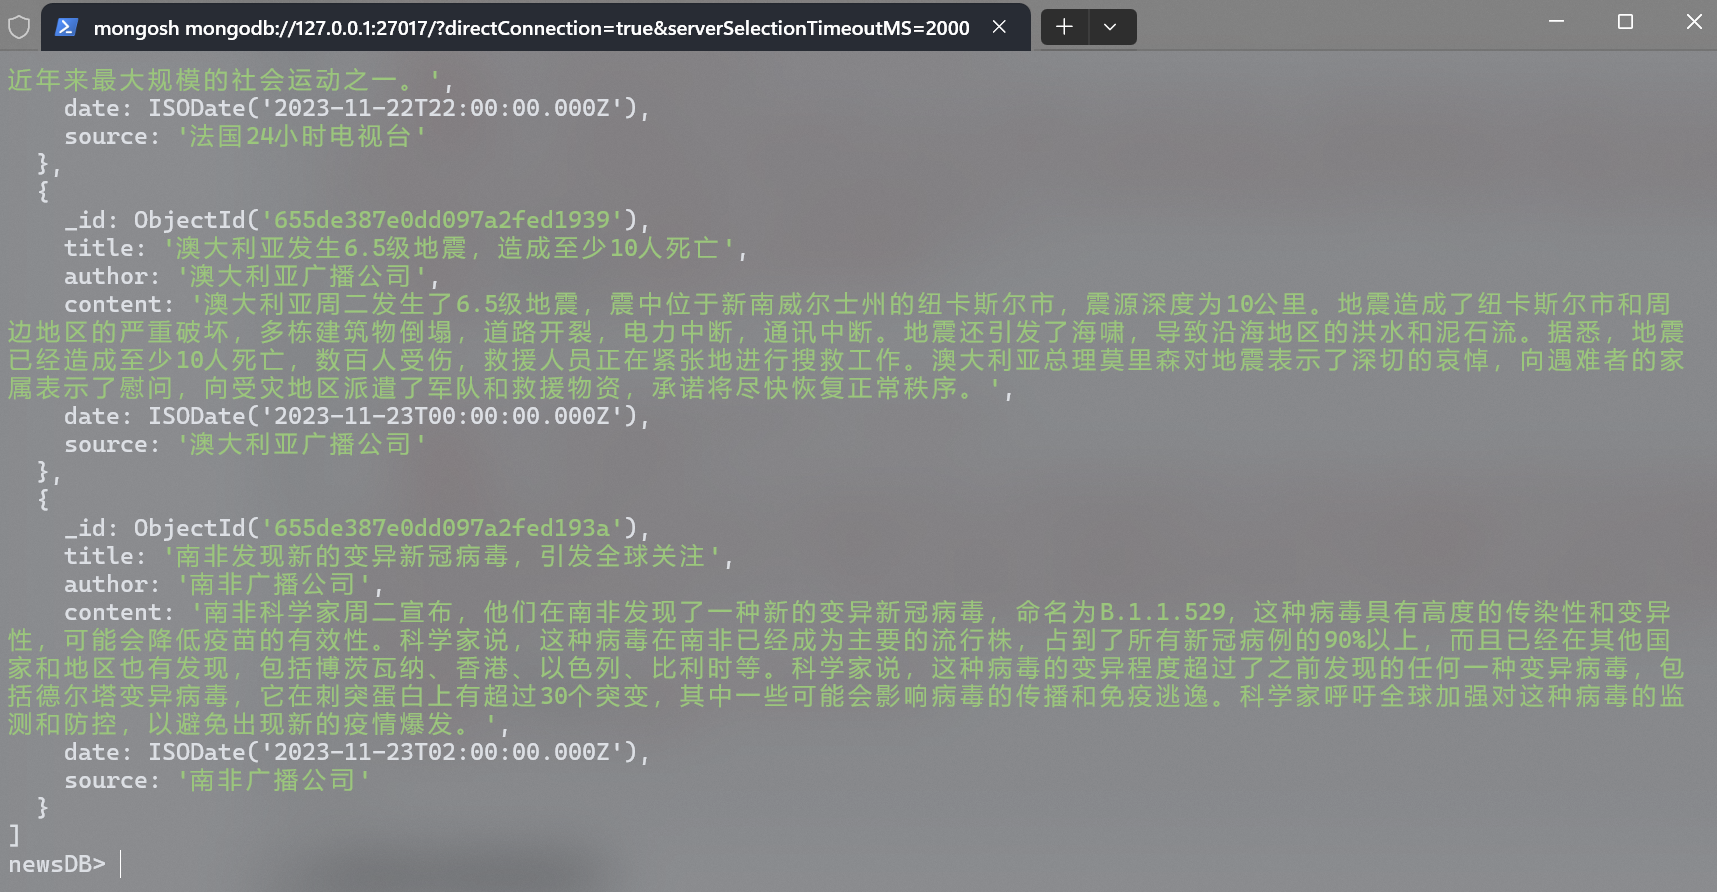 mongosh mongodb://127.0.0.1:27017/?directConnection=true&serverSelectionTimeoutMS=2000
近年来最大规模的社会运动之一。',
date: ISODate('2023-11-22T22:00:00.000Z'),
source: '法国24小时电视台'
},
{
_id: ObjectId('655de387e0dd097a2fed1939'),
title: '澳大利亚发生6.5级地震，造成至少10人死亡',
author: '澳大利亚广播公司',
content: '澳大利亚周二发生了6.5级地震，震中位于新南威尔士州的纽卡斯尔市，震源深度为10公里。地震造成了纽卡斯尔市和周
边地区的严重破坏，多栋建筑物倒塌，道路开裂，电力中断，通讯中断。地震还引发了海啸，导致沿海地区的洪水和泥石流。据悉，地震
已经造成至少10人死亡，数百人受伤，救援人员正在紧张地进行搜救工作。澳大利亚总理莫里森对地震表示了深切的哀悼，向遇难者的家
属表示了慰问，向受灾地区派遣了军队和救援物资，承诺将尽快恢复正常秩序。',
date: ISODate('2023-11-23T00:00:00.000Z'),
source: '澳大利亚广播公司'
},
{
_id: ObjectId('655de387e0dd097a2fed193a'),
title: '南非发现新的变异新冠病毒，引发全球关注',
author: '南非广播公司',
content: '南非科学家周二宣布，他们在南非发现了一种新的变异新冠病毒，命名为B.1.1.529，这种病毒具有高度的传染性和变异
性，可能会降低疫苗的有效性。科学家说，这种病毒在南非已经成为主要的流行株，占到了所有新冠病例的90%以上，而且已经在其他国
家和地区也有发现，包括博茨瓦纳、香港、以色列、比利时等。科学家说，这种病毒的变异程度超过了之前发现的任何一种变异病毒，包
括德尔塔变异病毒，它在刺突蛋白上有超过30个突变，其中一些可能会影响病毒的传播和免疫逃逸。科学家呼吁全球加强对这种病毒的监
测和防控，以避免出现新的疫情爆发。',
date: ISODate('2023-11-23T02:00:00.000Z'),
source: '南非广播公司'
}
]
newsDB>